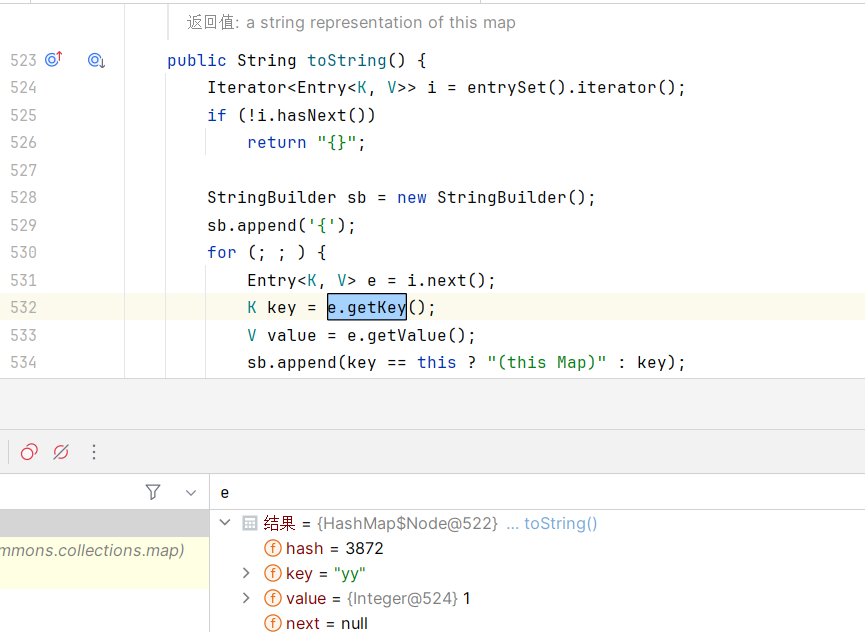 返回值: a string representation of this map
523 public String toString() {
524 Iterator<Entry<K, V>> i = entrySet().iterator();
525 if (!i.hasNext())
526 return "{}";
527
528 StringBuilder sb = new StringBuilder();
529 sb.append('{');
530 for (; ; ) {
531 Entry<K, V> e = i.next();
532 K key = e.getKey();
533 V value = e.getValue();
534 sb.append(key == this ? "(this Map)" : key);
e
结果 = {HashMap$Node@522} ... toString()
hash = 3872
mmons.collections.map)
key = "yy"
value = {Integer@524} 1
next = null